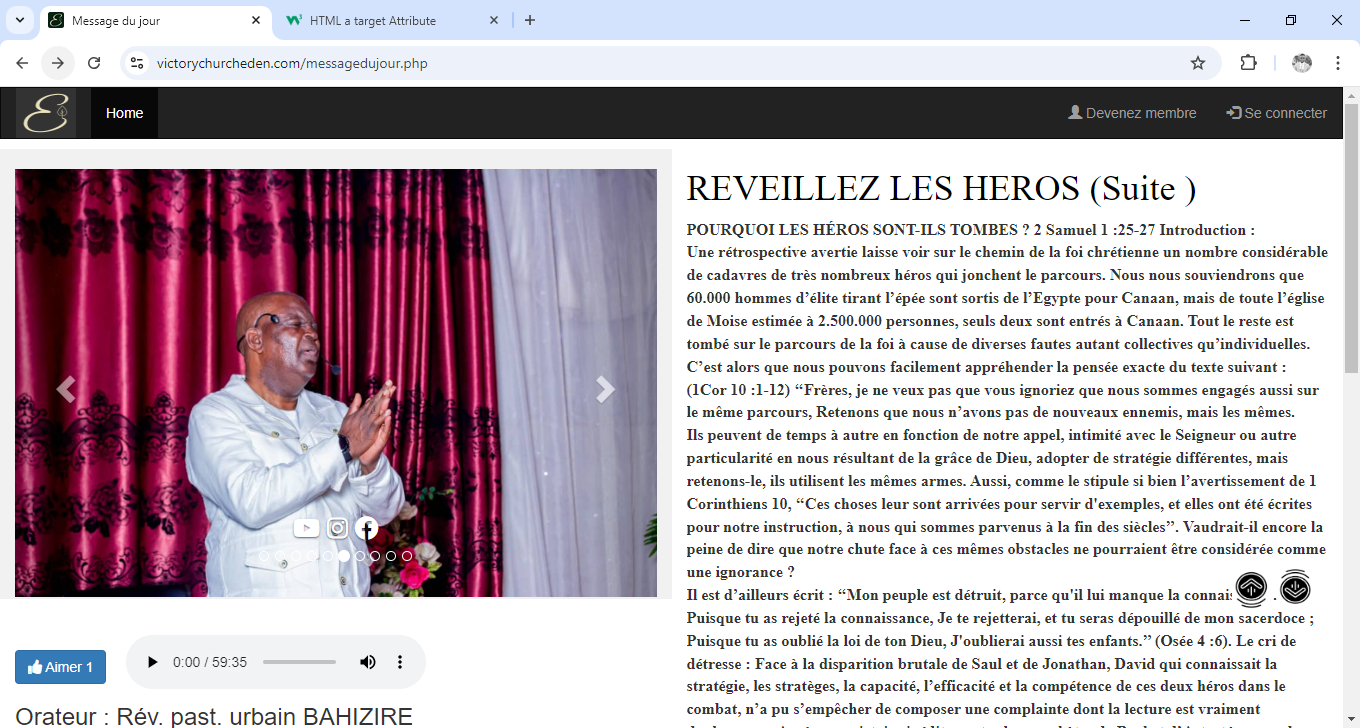 Message du jour
HTML a target Attribute
victorychurcheden.com/messagedujour.php
E
Home
Devenez membre
Se connecter
REVEILLEZ LES HEROS (Suite )
POURQUOI LES HÉROS SONT-ILS TOMBES ? 2 Samuel 1 :25-27 Introduction :
Une rétrospective avertie laisse voir sur le chemin de la foi chrétienne un nombre considérable
de cadavres de très nombreux héros qui jonchent le parcours. Nous nous souviendrons que
60.000 hommes d’élite tirant l’épée sont sortis de l’Egypte pour Canaan, mais de toute l’église
de Moise estimée à 2.500.000 personnes, seuls deux sont entrés à Canaan. Tout le reste est
tombé sur le parcours de la foi à cause de diverses fautes autant collectives qu’individuelles.
C’est alors que nous pouvons facilement appréhender la pensée exacte du texte suivant :
(1Cor 10 :1-12) “Frères, je ne veux pas que vous ignoriez que nous sommes engagés aussi sur
le même parcours, Retenons que nous n’avons pas de nouveaux ennemis, mais les mêmes.
Ils peuvent de temps à autre en fonction de notre appel, intimité avec le Seigneur ou autre
particularité en nous résultant de la grâce de Dieu, adopter de stratégie différentes, mais
retenons-le, ils utilisent les mêmes armes. Aussi, comme le stipule si bien l’avertissement de 1
Corinthiens 10, “Ces choses leur sont arrivées pour servir d'exemples, et elles ont été écrites
pour notre instruction, à nous qui sommes parvenus à la fin des siècles”. Vaudrait-il encore la
peine de dire que notre chute face à ces mêmes obstacles ne pourraient être considérée comme
une ignorance ?
Il est d’ailleurs écrit : “Mon peuple est détruit, parce qu'il lui manque la
Puisque tu as rejeté la connaissance, Je te rejetterai, et tu seras dépouillé de mon sacerdoce ;
Puisque tu as oublié la loi de ton Dieu, J'oublierai aussi tes enfants.” (Osée 4 :6). Le cri de
détresse : Face à la disparition brutale de Saul et de Jonathan, David qui connaissait la
stratégie, les stratèges, la capacité, l’efficacité et la compétence de ces deux héros dans le
combat, n’a pu s’empêcher de composer une complainte dont la lecture est vraiment
Aimer 1
0:00 / 59:35
Orateur : Rév. past. urbain BAHIZIRE